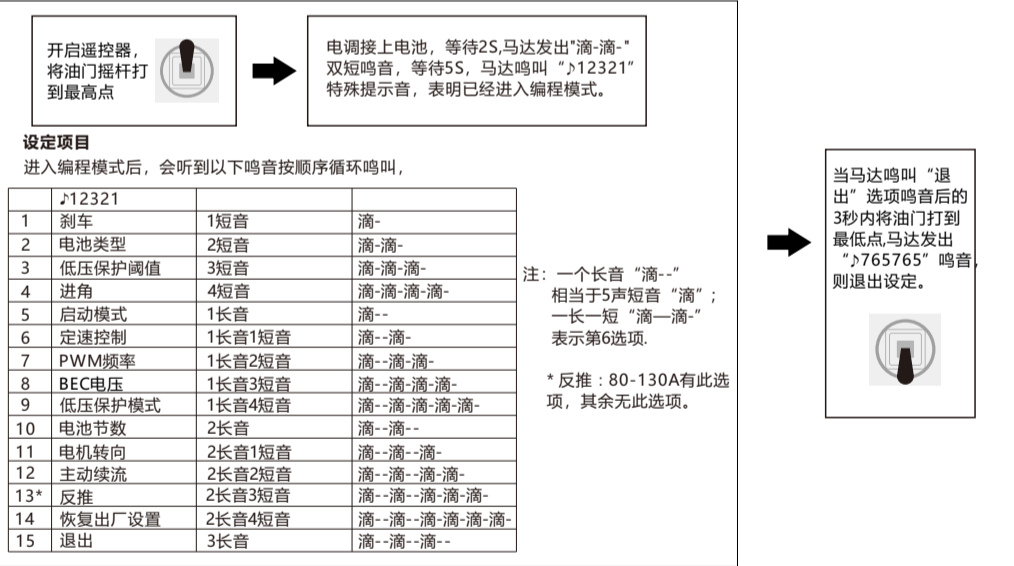 开启遥控器，
将油门摇杆打
到最高点
电调接上电池，等待2S,马达发出"滴-滴-"
双短鸣音，等待5S，马达鸣叫“♪12321”
特殊提示音，表明已经进入编程模式。
设定项目
进入编程模式后，会听到以下鸣音按顺序循环鸣叫，
♪12321
1 刹车 1短音 滴-
2 电池类型 2短音 滴-滴-
3 低压保护阈值 3短音 滴-滴-滴-
4 进角 4短音 滴-滴-滴-滴-
5 启动模式 1长音 滴--
6 定速控制 1长音1短音 滴--滴-
7 PWM频率 1长音2短音 滴--滴-滴-
8 BEC电压 1长音3短音 滴--滴-滴-滴-
9 低压保护模式 1长音4短音 滴--滴-滴-滴-滴-
10 电池节数 2长音 滴--滴--
11 电机转向 2长音1短音 滴--滴--滴-
12 主动续流 2长音2短音 滴--滴--滴-滴-
13* 反推 2长音3短音 滴--滴--滴-滴-滴-
14 恢复出厂设置 2长音4短音 滴--滴--滴-滴-滴-滴-
15 退出 3长音 滴--滴--滴--
注：一个长音“滴--”
相当于5声短音“滴”；
一长一短“滴—滴-”
表示第6选项.
* 反推：80-130A有此选
项，其余无此选项。
当马达鸣叫“退
出”选项鸣音后的
3秒内将油门打到
最低点,马达发出
“♪765765”鸣音，
则退出设定。